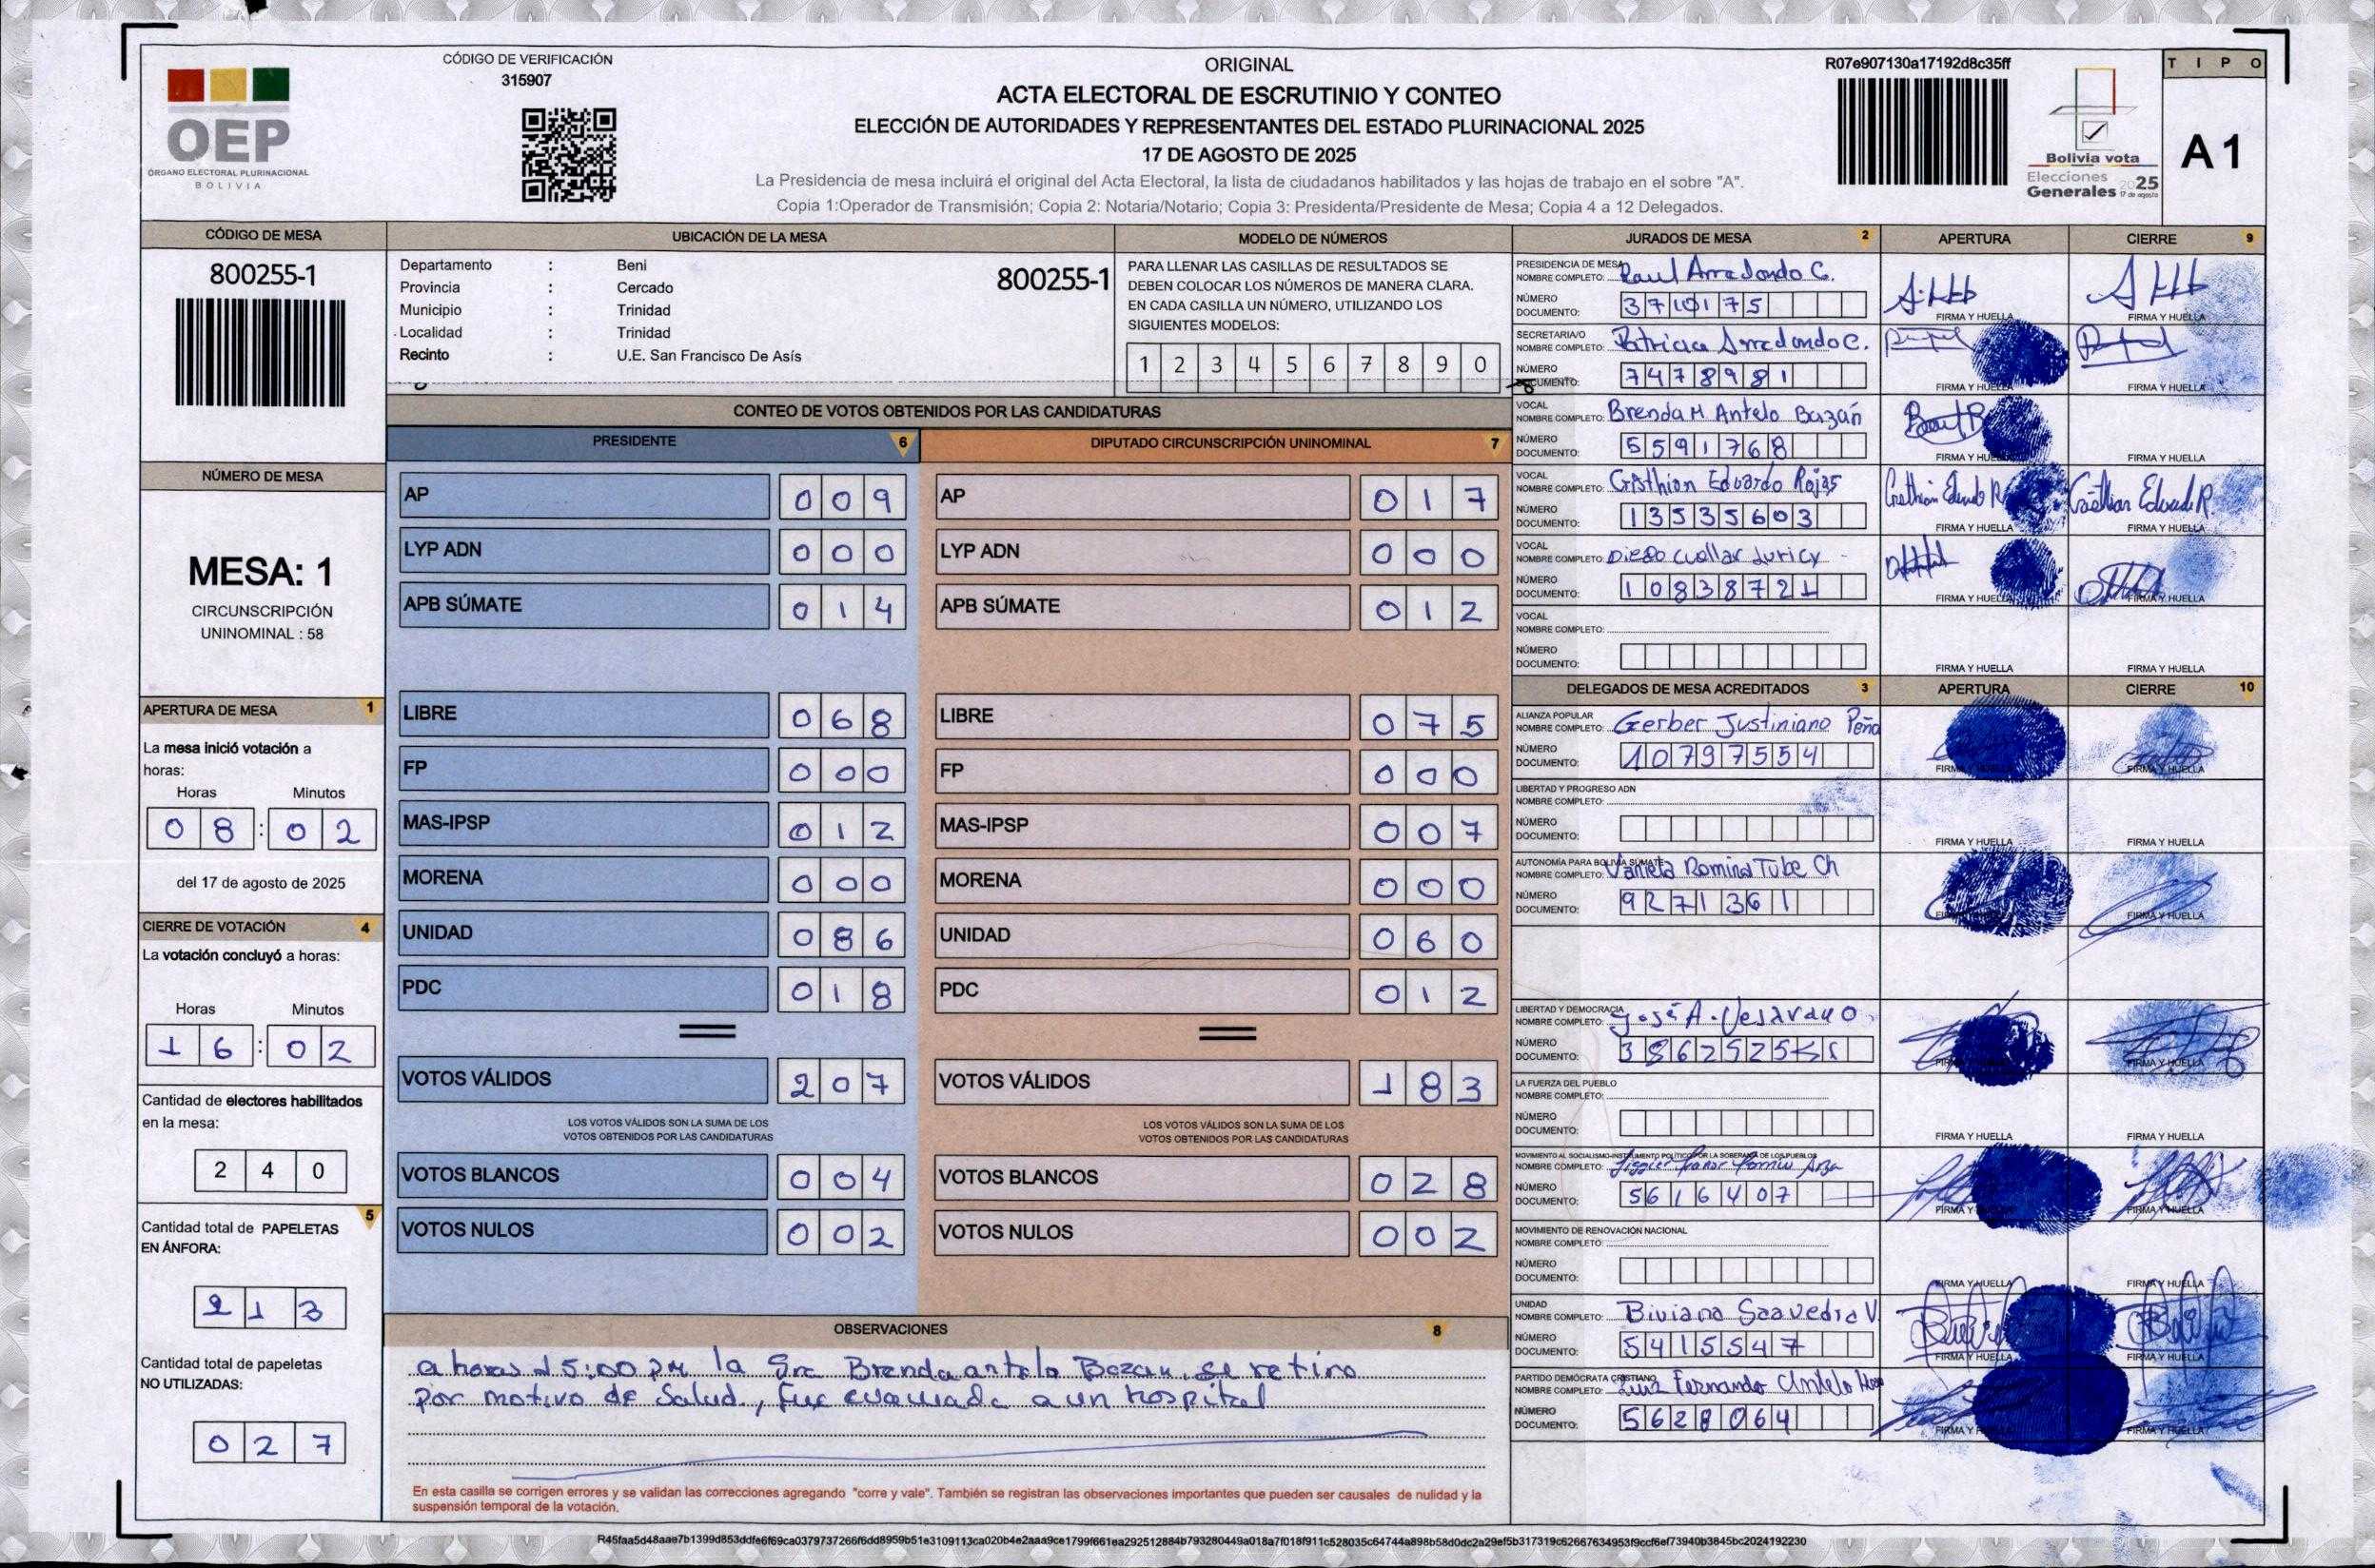 CÓDIGO DE VERIFICACIÓN
315907
OEP
ÓRGANO ELECTORAL PLURINACIONAL
BOLIVIA
ORIGINAL
ACTA ELECTORAL DE ESCRUTINIO Y CONTEO
ELECCIÓN DE AUTORIDADES Y REPRESENTANTES DEL ESTADO PLURINACIONAL 2025
17 DE AGOSTO DE 2025
La Presidencia de mesa incluirá el original del Acta Electoral, la lista de ciudadanos habilitados y las hojas de trabajo en el sobre "A".
Copia 1:Operador de Transmisión; Copia 2: Notaria/Notario; Copia 3: Presidenta/Presidente de Mesa; Copia 4 a 12 Delegados.
R07e907130a17192d8c35ff
Bolivia vota
Elecciones
Generales 2025
17 de agosto
TIPO
A 1
CÓDIGO DE MESA
800255-1
NÚMERO DE MESA
MESA: 1
CIRCUNSCRIPCIÓN
UNINOMINAL : 58
APERTURA DE MESA 1
La mesa inició votación a
horas:
Horas Minutos
08 : 02
del 17 de agosto de 2025
CIERRE DE VOTACIÓN 4
La votación concluyó a horas:
Horas Minutos
16 : 02
Cantidad de electores habilitados
en la mesa:
240
5
Cantidad total de PAPELETAS
EN ÁNFORA:
213
Cantidad total de papeletas
NO UTILIZADAS:
027
UBICACIÓN DE LA MESA
Departamento : Beni
800255-1
Provincia : Cercado
Municipio : Trinidad
Localidad : Trinidad
Recinto : U.E. San Francisco De Asís
MODELO DE NÚMEROS
PARA LLENAR LAS CASILLAS DE RESULTADOS SE
DEBEN COLOCAR LOS NÚMEROS DE MANERA CLARA.
EN CADA CASILLA UN NÚMERO, UTILIZANDO LOS
SIGUIENTES MODELOS:
1 2 3 4 5 6 7 8 9 0
CONTEO DE VOTOS OBTENIDOS POR LAS CANDIDATURAS
PRESIDENTE 6
AP 009
LYP ADN 000
APB SÚMATE 014
LIBRE 068
FP 000
MAS-IPSP 012
MORENA 000
UNIDAD 086
PDC 018
VOTOS VÁLIDOS 207
LOS VOTOS VÁLIDOS SON LA SUMA DE LOS
VOTOS OBTENIDOS POR LAS CANDIDATURAS
VOTOS BLANCOS 004
VOTOS NULOS 002
DIPUTADO CIRCUNSCRIPCIÓN UNINOMINAL 7
AP 017
LYP ADN 000
APB SÚMATE 012
LIBRE 075
FP 000
MAS-IPSP 007
MORENA 000
UNIDAD 060
PDC 012
VOTOS VÁLIDOS 183
LOS VOTOS VÁLIDOS SON LA SUMA DE LOS
VOTOS OBTENIDOS POR LAS CANDIDATURAS
VOTOS BLANCOS 028
VOTOS NULOS 002
OBSERVACIONES 8
a horas 15:00 PM la Sra Brenda antelo Bazan, se retiro
por motivo de Salud, fue evacuada a un hospital
En esta casilla se corrigen errores y se validan las correcciones agregando "corre y vale". También se registran las observaciones importantes que pueden ser causales de nulidad y la
suspensión temporal de la votación.
JURADOS DE MESA 2 APERTURA CIERRE 9
PRESIDENCIA DE MESA
NOMBRE COMPLETO: Raul Arredondo C.
NÚMERO
DOCUMENTO: 3710175
FIRMA Y HUELLA FIRMA Y HUELLA
SECRETARIA/O
NOMBRE COMPLETO: Patricia Arredondo C.
NÚMERO
DOCUMENTO: 7478981
FIRMA Y HUELLA FIRMA Y HUELLA
VOCAL
NOMBRE COMPLETO: Brenda M. Antelo Bazán
NÚMERO
DOCUMENTO: 5591768
FIRMA Y HUELLA FIRMA Y HUELLA
VOCAL
NOMBRE COMPLETO: Cristhian Eduardo Rojas
NÚMERO
DOCUMENTO: 13535603
Cristhian Eduardo R. Cristhian Eduardo R.
FIRMA Y HUELLA FIRMA Y HUELLA
VOCAL
NOMBRE COMPLETO: Diego Cuellar Juricy
NÚMERO
DOCUMENTO: 10838721
FIRMA Y HUELLA FIRMA Y HUELLA
VOCAL
NOMBRE COMPLETO:
NÚMERO
DOCUMENTO:
FIRMA Y HUELLA FIRMA Y HUELLA
DELEGADOS DE MESA ACREDITADOS 3 APERTURA CIERRE 10
ALIANZA POPULAR
NOMBRE COMPLETO: Gerber Justiniano Peña
NÚMERO
DOCUMENTO: 10797554
FIRMA Y HUELLA
LIBERTAD Y PROGRESO ADN
NOMBRE COMPLETO:
NÚMERO
DOCUMENTO:
FIRMA Y HUELLA FIRMA Y HUELLA
AUTONOMÍA PARA BOLIVIA SÚMATE
NOMBRE COMPLETO: Romina Tube Ch
NÚMERO
DOCUMENTO: 9271361
FIRMA Y HUELLA
LIBERTAD Y DEMOCRACIA
NOMBRE COMPLETO: José A.
NÚMERO
DOCUMENTO:
FIRMA Y HUELLA
LA FUERZA DEL PUEBLO
NOMBRE COMPLETO:
NÚMERO
DOCUMENTO:
FIRMA Y HUELLA FIRMA Y HUELLA
MOVIMIENTO AL SOCIALISMO-INSTRUMENTO POLÍTICO POR LA SOBERANÍA DE LOS PUEBLOS
NOMBRE COMPLETO:
NÚMERO
DOCUMENTO: 5616407
FIRMA Y HUELLA
MOVIMIENTO DE RENOVACIÓN NACIONAL
NOMBRE COMPLETO:
NÚMERO
DOCUMENTO:
FIRMA Y HUELLA FIRMA Y HUELLA
UNIDAD
NOMBRE COMPLETO: Biviana Saavedra V
NÚMERO
DOCUMENTO: 5415547
FIRMA Y HUELLA FIRMA Y HUELLA
PARTIDO DEMÓCRATA CRISTIANO
NOMBRE COMPLETO: Luiz Fernando Antelo
NÚMERO
DOCUMENTO: 5628064
FIRMA Y HUELLA